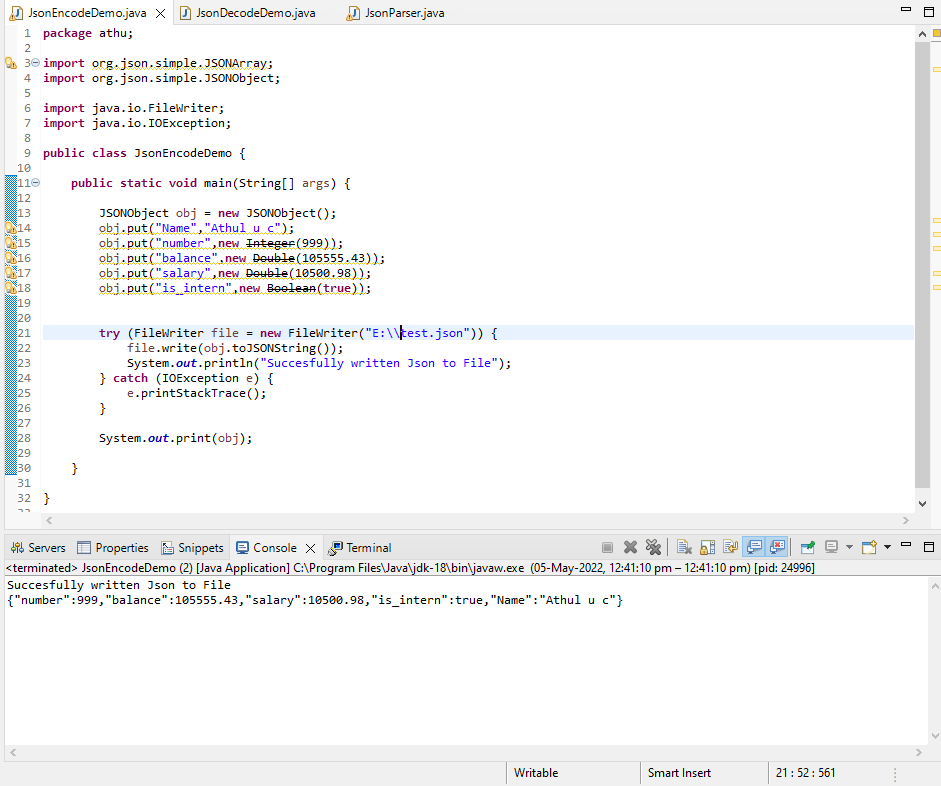 JsonEncodeDemo.java JsonDecodeDemo.java JsonParser.java
1 package athu;
2
3 import org.json.simple.JSONArray;
4 import org.json.simple.JSONObject;
5
6 import java.io.FileWriter;
7 import java.io.IOException;
8
9 public class JsonEncodeDemo {
10
11 public static void main(String[] args) {
12
13 JSONObject obj = new JSONObject();
14 obj.put("Name","Athul u c");
15 obj.put("number",new Integer(999));
16 obj.put("balance",new Double(105555.43));
17 obj.put("salary",new Double(10500.98));
18 obj.put("is_intern",new Boolean(true));
19
20
21 try (FileWriter file = new FileWriter("E:\\test.json")) {
22 file.write(obj.toJSONString());
23 System.out.println("Succesfully written Json to File");
24 } catch (IOException e) {
25 e.printStackTrace();
26 }
27
28 System.out.print(obj);
29
30 }
31
32 }
33
Servers Properties Snippets Console Terminal
<terminated> JsonEncodeDemo (2) [Java Application] C:\Program Files\Java\jdk-18\bin\javaw.exe (05-May-2022, 12:41:10 pm – 12:41:10 pm) [pid: 24996]
Succesfully written Json to File
{"number":999,"balance":105555.43,"salary":10500.98,"is_intern":true,"Name":"Athul u c"}
Writable Smart Insert 21 : 52 : 561